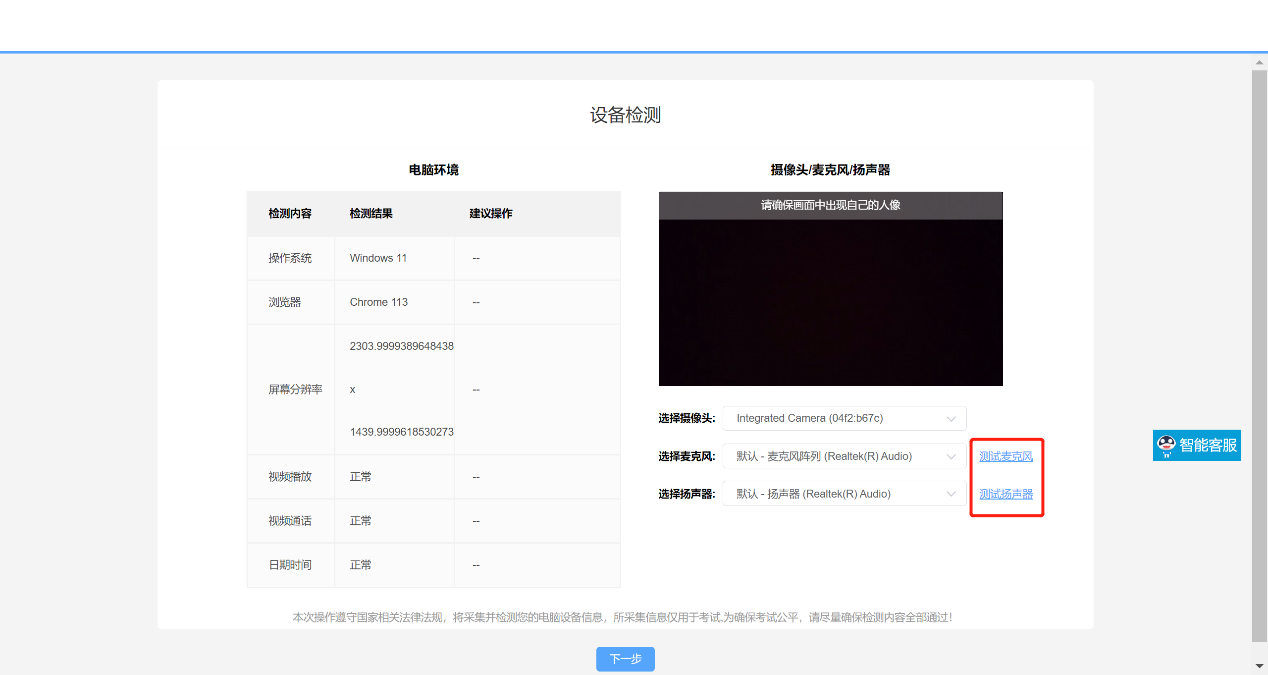 设备检测
电脑环境
检测内容 检测结果 建议操作
操作系统 Windows 11 --
浏览器 Chrome 113 --
2303.9999389648438
屏幕分辨率 x --
1439.9999618530273
视频播放 正常 --
视频通话 正常 --
日期时间 正常 --
摄像头/麦克风/扬声器
请确保画面中出现自己的人像
选择摄像头: Integrated Camera (04f2:b67c)
选择麦克风: 默认 - 麦克风阵列 (Realtek(R) Audio) 测试麦克风
选择扬声器: 默认 - 扬声器 (Realtek(R) Audio) 测试扬声器
智能客服
本次操作遵守国家相关法律法规，将采集并检测您的电脑设备信息，所采集信息仅用于考试,为确保考试公平，请尽量确保检测内容全部通过！
下一步